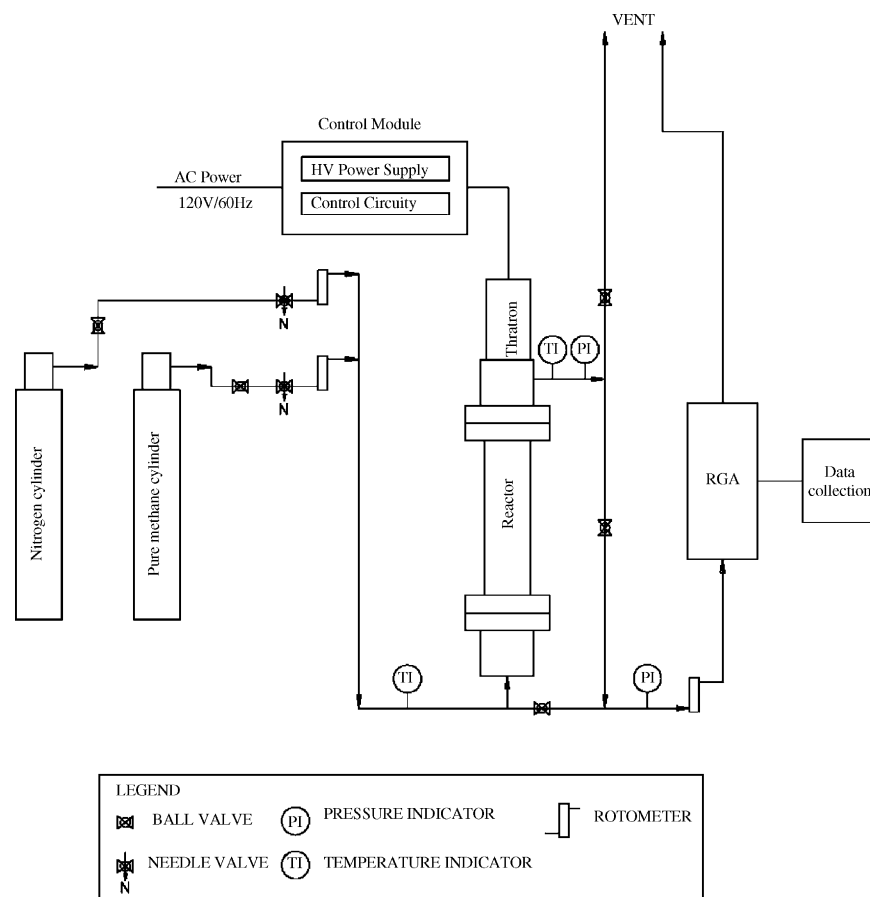 VENT
Control Module
HV Power Supply
Control Circuity
AC Power
120V/60Hz
N
N
Thratron
TI
PI
Nitrogen cylinder
Pure methane cylinder
Reactor
RGA
Data
collection
TI
PI
LEGEND
BALL VALVE
PI
PRESSURE INDICATOR
ROTOMETER
N
NEEDLE VALVE
TI
TEMPERATURE INDICATOR